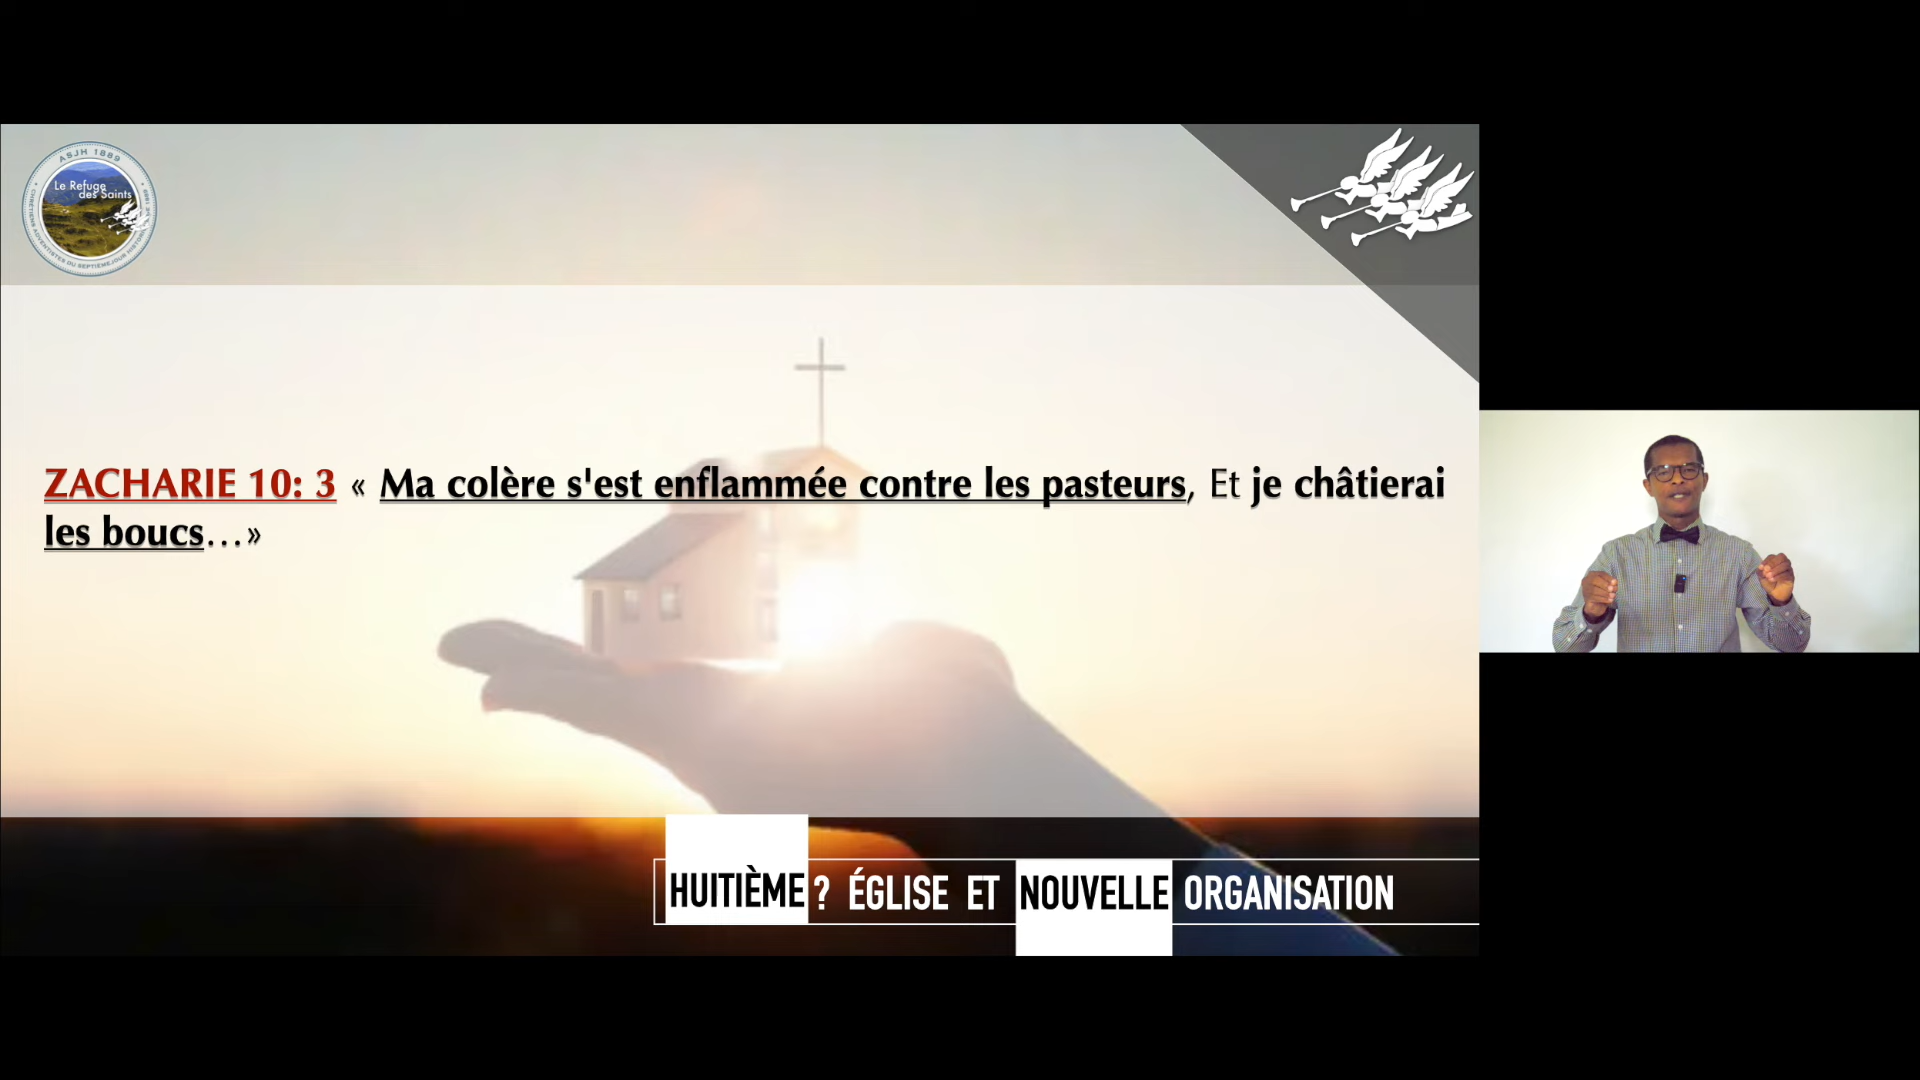 ASJH 1889
Le Refuge
des Saints
ZACHARIE 10: 3 « Ma colère s'est enflammée contre les pasteurs, Et je châtierai
les boucs…»
HUITIÈME ? ÉGLISE ET NOUVELLE ORGANISATION